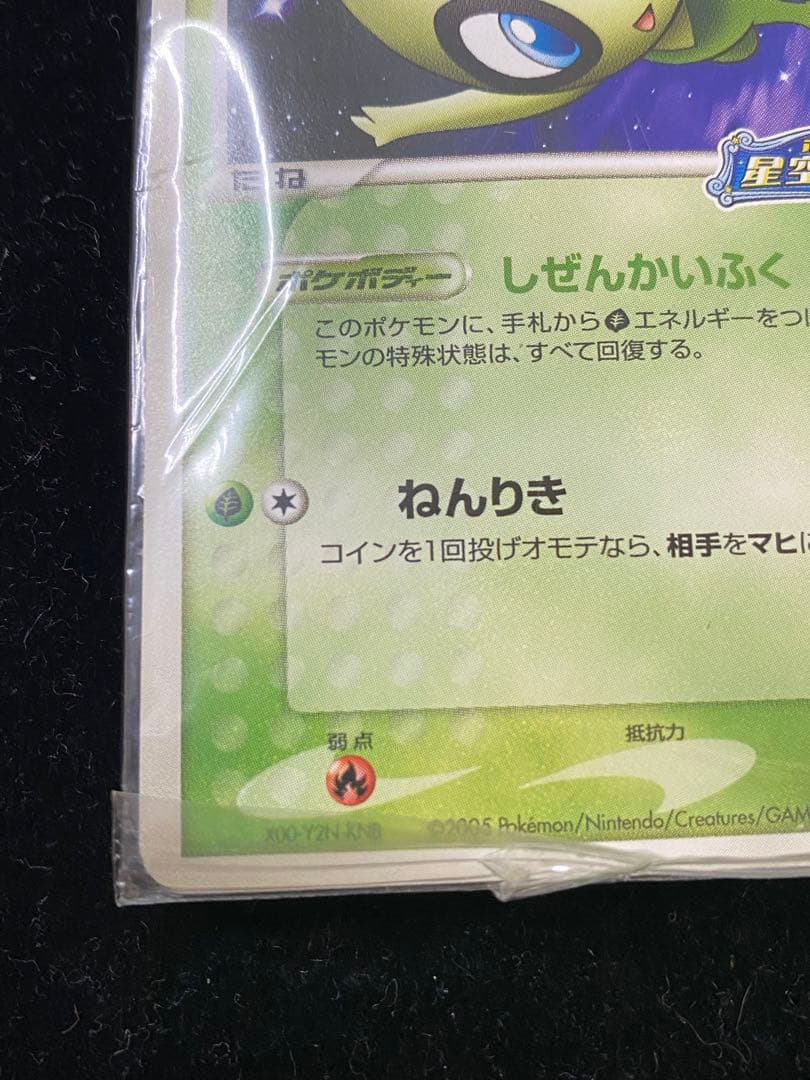 たね
星空
ポケボディー
しぜんかいふく
このポケモンに、手札からエネルギーをつけ
モンの特殊状態は、すべて回復する。
ねんりき
コインを1回投げオモテなら、相手をマヒに
弱点
抵抗力
X00-Y2N-KNB ©2005 Pokémon/Nintendo/Creatures/GAM